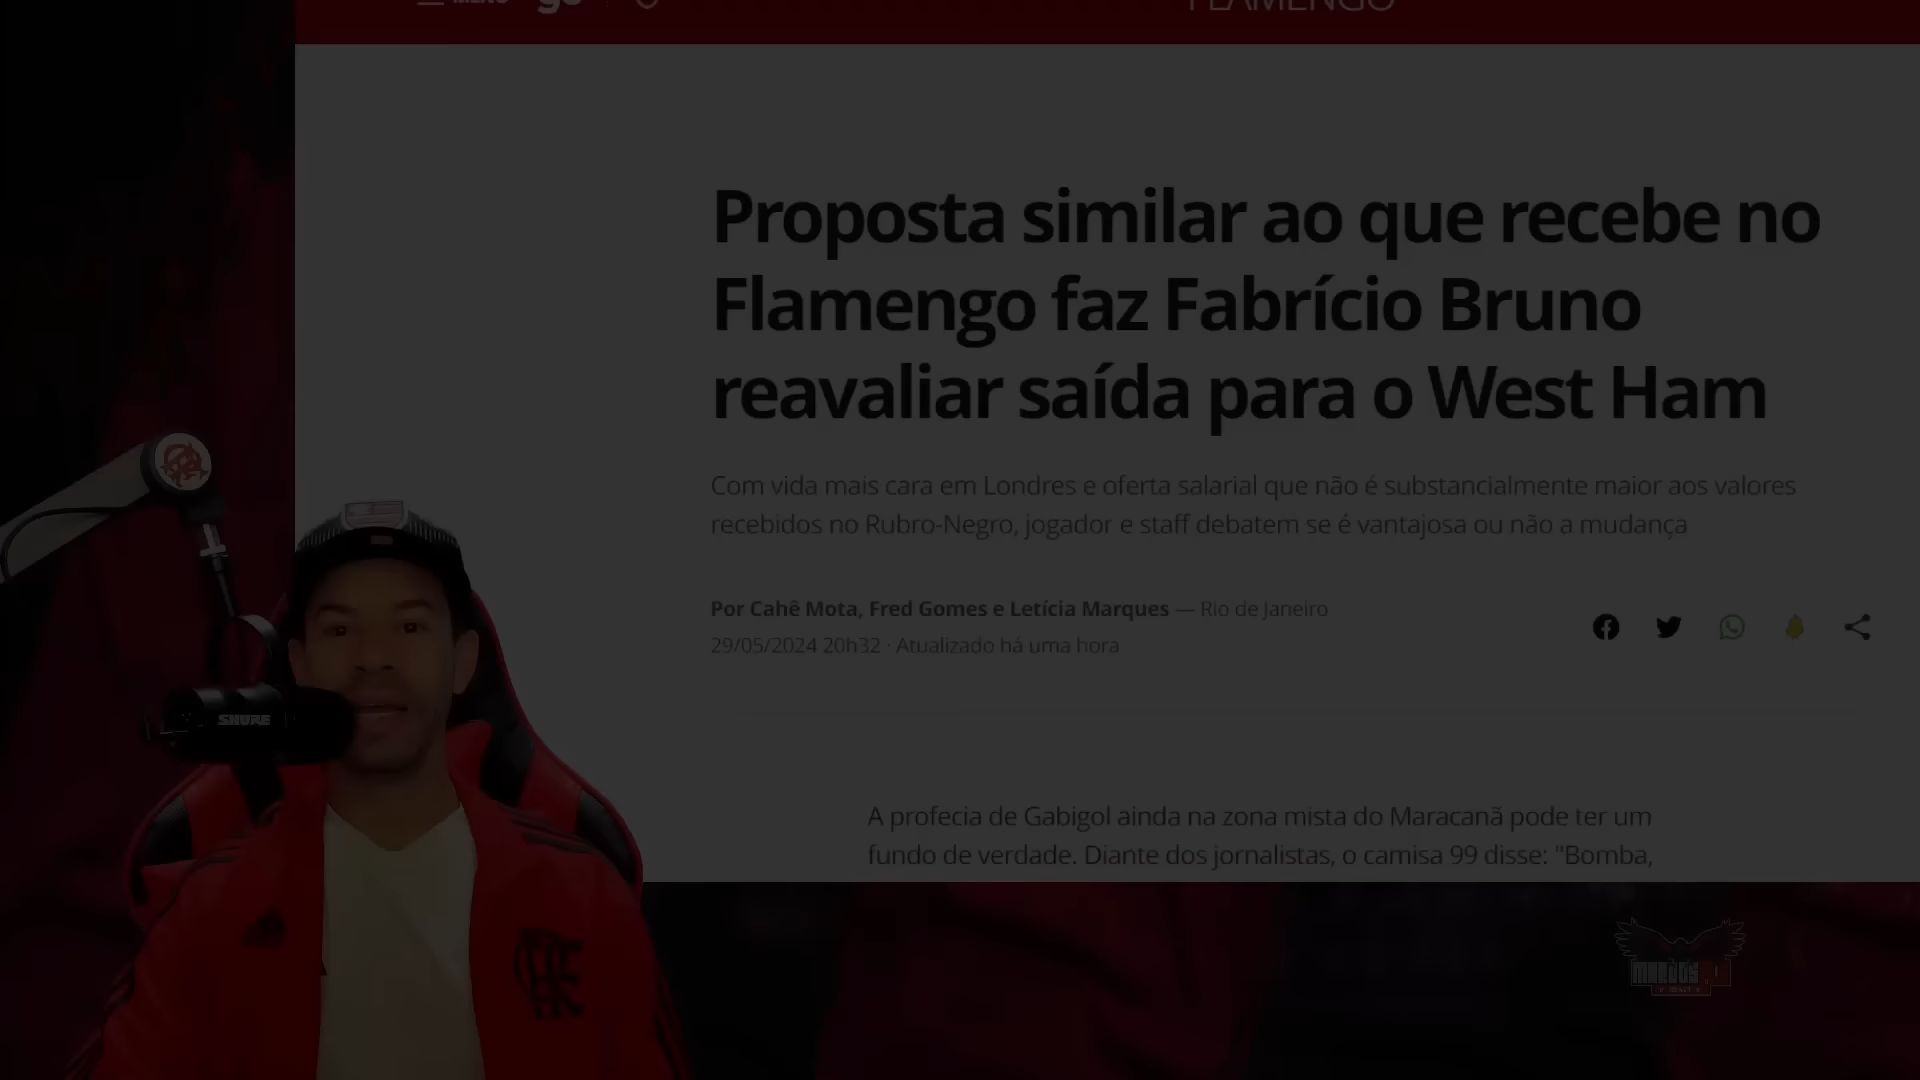 MENU ge
FLAMENGO
Proposta similar ao que recebe no
Flamengo faz Fabrício Bruno
reavaliar saída para o West Ham
Com vida mais cara em Londres e oferta salarial que não é substancialmente maior aos valores
recebidos no Rubro-Negro, jogador e staff debatem se é vantajosa ou não a mudança
Por Cahê Mota, Fred Gomes e Letícia Marques — Rio de Janeiro
29/05/2024 20h32 · Atualizado há uma hora
SHURE
A profecia de Gabigol ainda na zona mista do Maracanã pode ter um
fundo de verdade. Diante dos jornalistas, o camisa 99 disse: "Bomba,